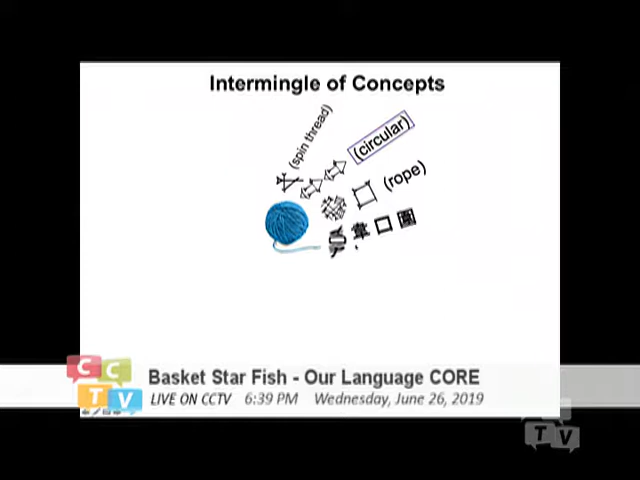 Intermingle of Concepts
(spin thread)
(circular)
(rope)
韋口圍
CCTV
Basket Star Fish - Our Language CORE
LIVE ON CCTV 6:39 PM Wednesday, June 26, 2019
TV